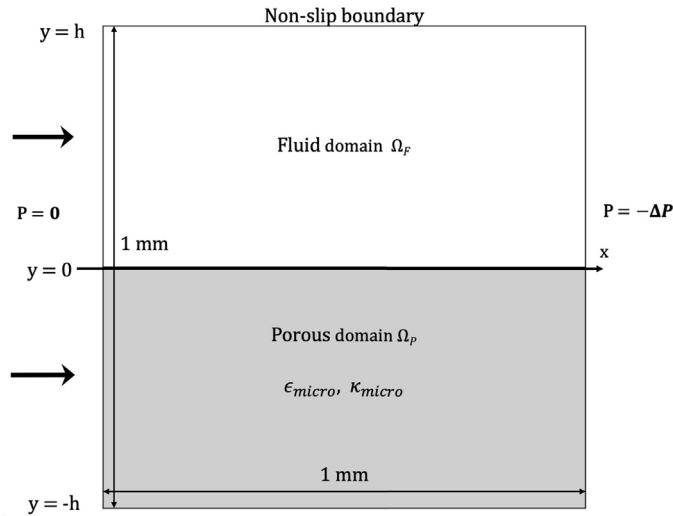 Non-slip boundary
y = h
Fluid domain Ω_F
P = 0
P = −ΔP
1 mm
x
y = 0
Porous domain Ω_P
ϵ_micro, κ_micro
1 mm
y = -h